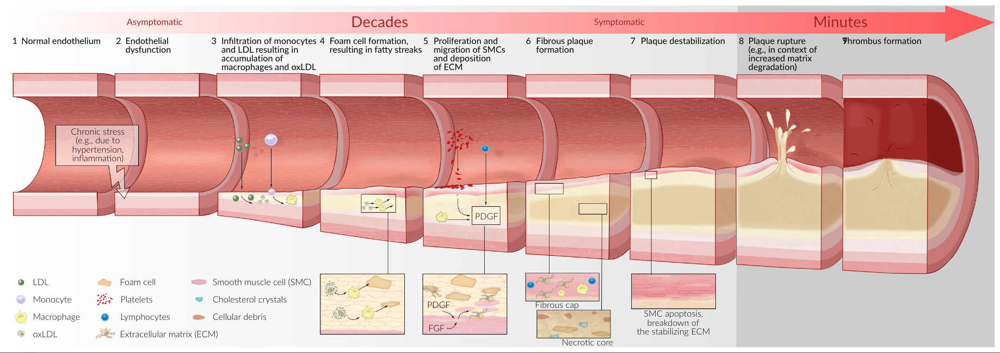 Asymptomatic
Decades
Symptomatic
Minutes
1 Normal endothelium
2 Endothelial
dysfunction
3 Infiltration of monocytes
and LDL resulting in
accumulation of
macrophages and oxLDL
4 Foam cell formation,
resulting in fatty streaks
5 Proliferation and
migration of SMCs
and deposition
of ECM
6 Fibrous plaque
formation
7 Plaque destabilization
8 Plaque rupture
(e.g., in context of
increased matrix
degradation)
9 Thrombus formation
Chronic stress
(e.g., due to
hypertension,
inflammation)
PDGF
LDL
Monocyte
Macrophage
oxLDL
Foam cell
Platelets
Lymphocytes
Extracellular matrix (ECM)
Smooth muscle cell (SMC)
Cholesterol crystals
Cellular debris
PDGF
FGF
Fibrous cap
Necrotic core
SMC apoptosis,
breakdown of
the stabilizing ECM